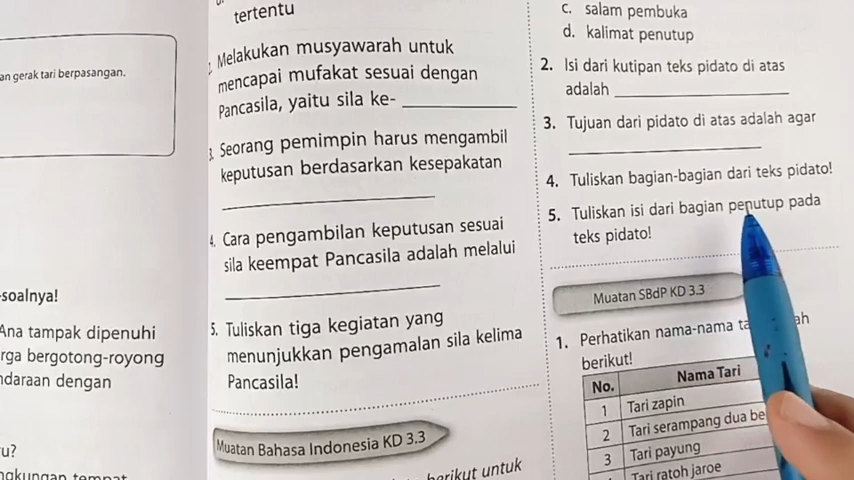 an gerak tari berpasangan.
-soalnya!
Ana tampak dipenuhi
rga bergotong-royong
ndaraan dengan
u?
tertentu
Melakukan musyawarah untuk
mencapai mufakat sesuai dengan
Pancasila, yaitu sila ke- ____________
3. Seorang pemimpin harus mengambil
keputusan berdasarkan kesepakatan
____________
4. Cara pengambilan keputusan sesuai
sila keempat Pancasila adalah melalui
____________
5. Tuliskan tiga kegiatan yang
menunjukkan pengamalan sila kelima
Pancasila!
Muatan Bahasa Indonesia KD 3.3
berikut untuk
c. salam pembuka
d. kalimat penutup
2. Isi dari kutipan teks pidato di atas
adalah ____________
3. Tujuan dari pidato di atas adalah agar
____________
4. Tuliskan bagian-bagian dari teks pidato!
5. Tuliskan isi dari bagian penutup pada
teks pidato!
Muatan SBdP KD 3.3
1. Perhatikan nama-nama ta ah
berikut!
No. Nama Tari
1 Tari zapin
2 Tari serampang dua be
3 Tari payung
Tari ratoh jaroe